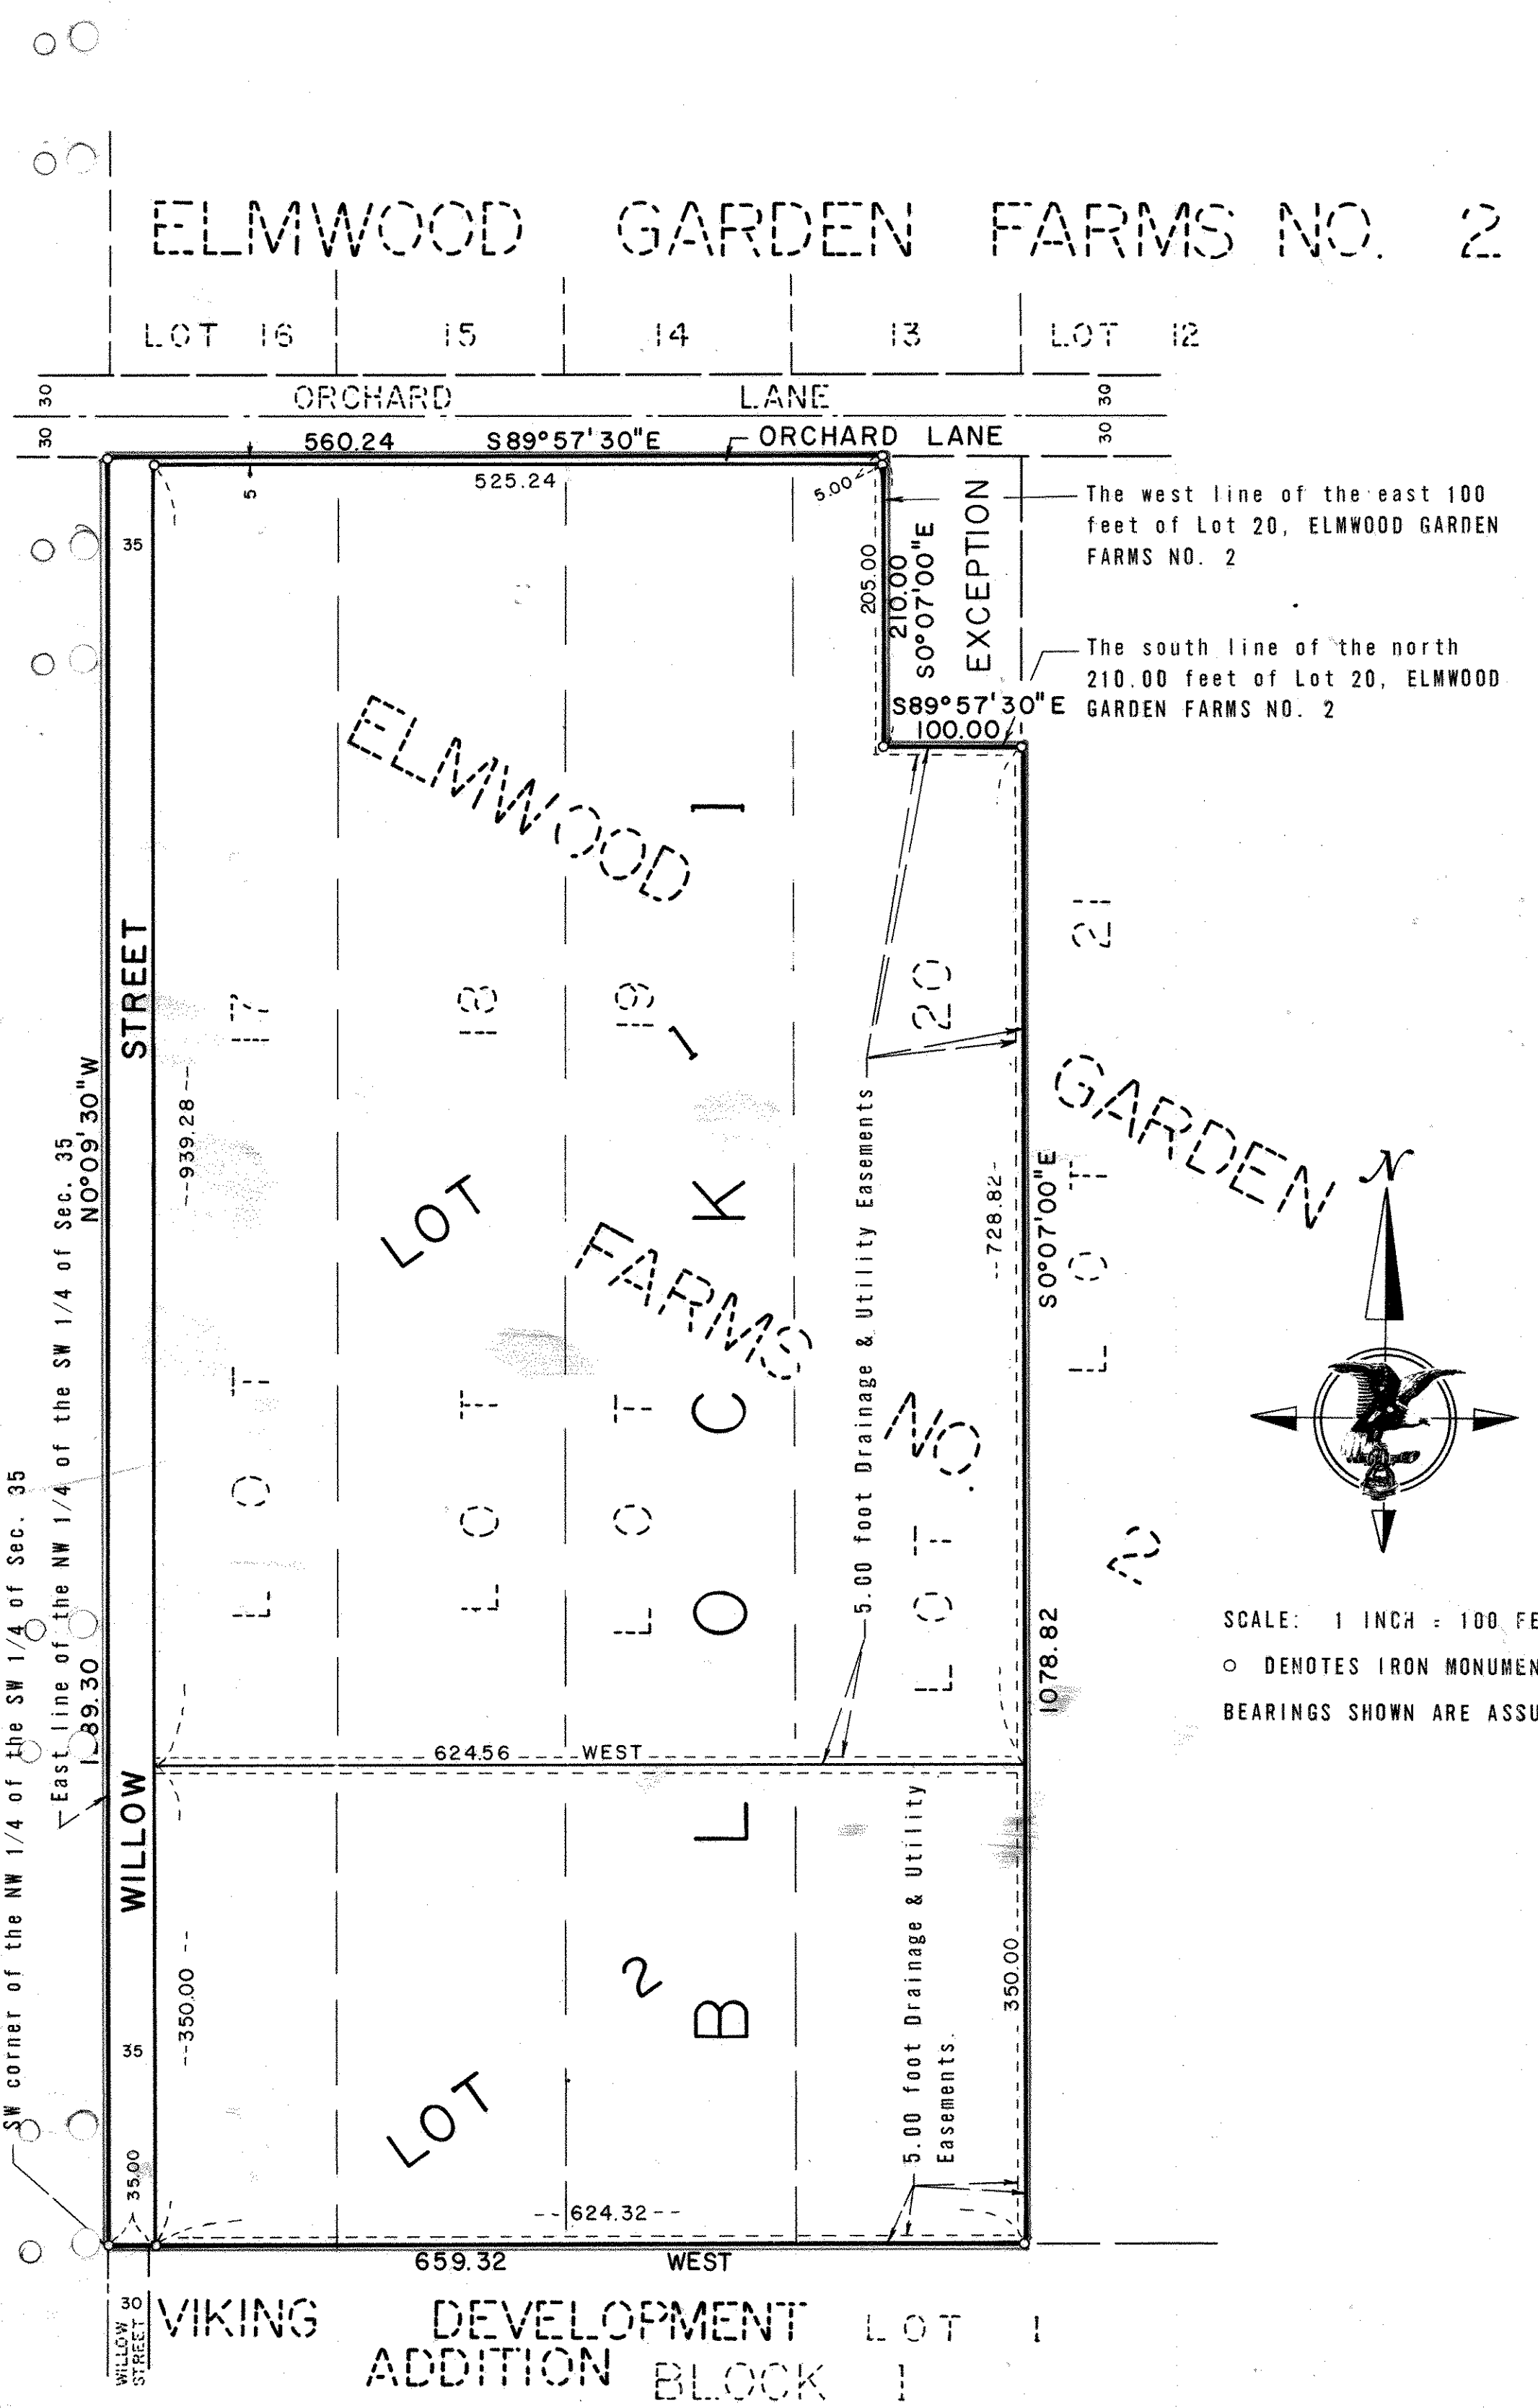 ELMWOOD GARDEN FARMS NO. 2
LOT 16 15 14 13 LOT 12
30 ORCHARD LANE 30
30 560.24 S89°57'30"E ORCHARD LANE 30
5 525.24 5.00
35
205.00
210.00
S0°07'00"E
EXCEPTION
The west line of the east 100
feet of Lot 20, ELMWOOD GARDEN
FARMS NO. 2
The south line of the north
210.00 feet of Lot 20, ELMWOOD
GARDEN FARMS NO. 2
S89°57'30"E
100.00
ELMWOOD
GARDEN
FARMS
NO.
2
WILLOW STREET
N0°09'30"W
East line of the NW 1/4 of the SW 1/4 of Sec. 35
SW corner of the NW 1/4 of the SW 1/4 of Sec. 35
939.28
LOT 17
LOT 18
LOT 19
LOT 20
LOT 21
LOT 1
BLOCK 1
5.00 foot Drainage & Utility Easements
728.82
S0°07'00"E
1078.82
N
SCALE: 1 INCH = 100
DENOTES IRON
BEARINGS SHOWN ARE
624.56 WEST
350.00
LOT 2
5.00 foot Drainage & Utility
Easements.
350.00
35
35.00
624.32
659.32 WEST
30
WILLOW
STREET
VIKING DEVELOPMENT LOT 1
ADDITION BLOCK 1